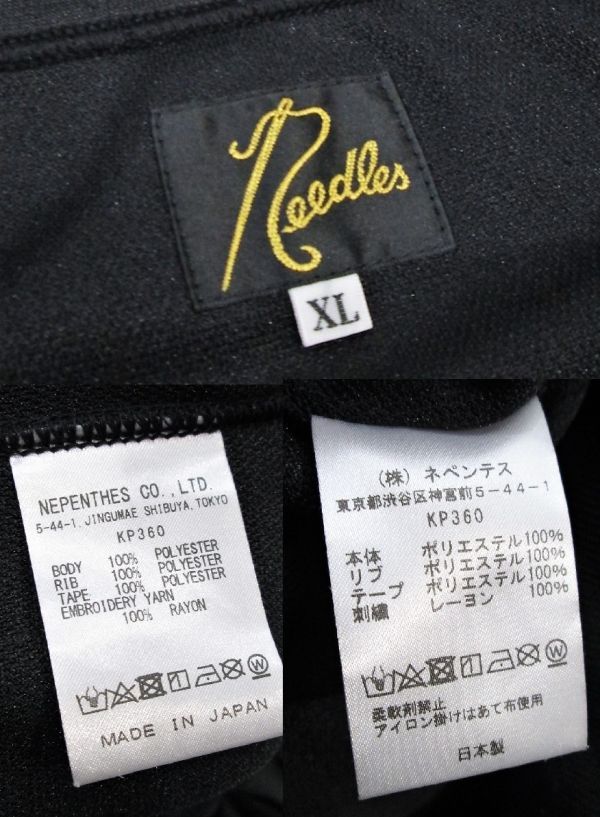 Needles
XL
NEPENTHES CO.,LTD.
5-44-1, JINGUMAE SHIBUYA, TOKYO
KP360
BODY 100% POLYESTER
RIB 100% POLYESTER
TAPE 100% POLYESTER
EMBROIDERY YARN
100% RAYON
MADE IN JAPAN
(株) ネペンテス
東京都渋谷区神宮前5-44-1
KP360
本体 ポリエステル100%
リブ ポリエステル100%
テープ ポリエステル100%
刺繍 レーヨン 100%
柔軟剤禁止
アイロン掛けはあて布使用
日本製